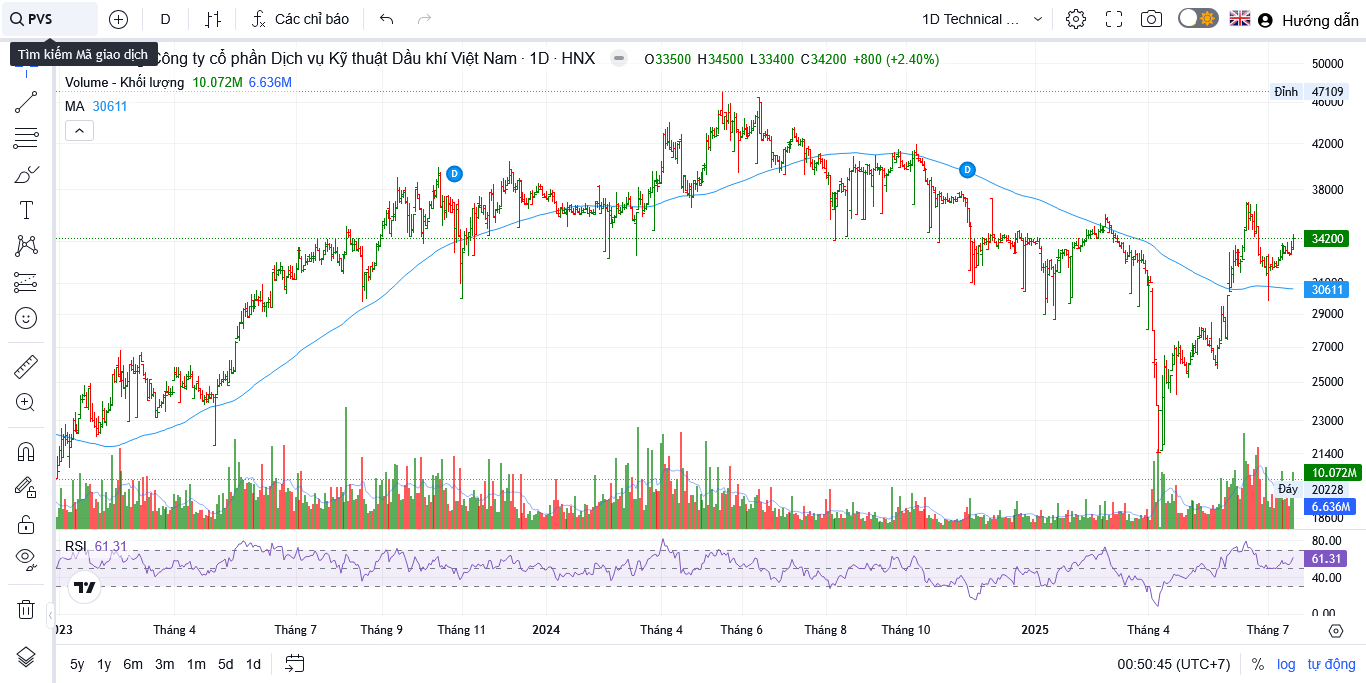 PVS
D
Các chỉ báo
1D Technical ...
Hướng dẫn
Tìm kiếm Mã giao dịch
Công ty cổ phần Dịch vụ Kỹ thuật Dầu khí Việt Nam · 1D · HNX
O33500 H34500 L33400 C34200 +800 (+2.40%)
Volume - Khối lượng 10.072M 6.636M
MA 30611
50000
Đỉnh 47109
46000
42000
38000
34200
34000
30611
29000
27000
25000
23000
21400
10.072M
Đáy 20228
6.636M
18600
D
D
RSI 61.31
80.00
61.31
40.00
0.00
023
Tháng 4
Tháng 7
Tháng 9
Tháng 11
2024
Tháng 4
Tháng 6
Tháng 8
Tháng 10
2025
Tháng 4
Tháng 7
5y 1y 6m 3m 1m 5d 1d
00:50:45 (UTC+7)
% log tự động